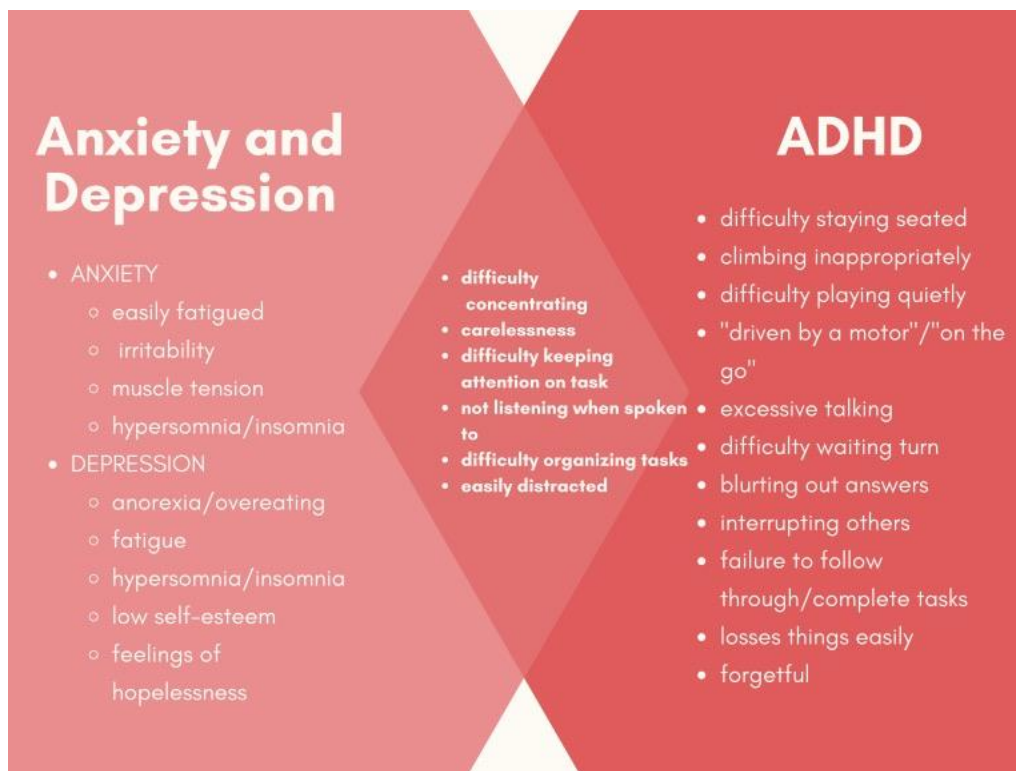 Anxiety and
Depression
• ANXIETY
◦ easily fatigued
◦ irritability
◦ muscle tension
◦ hypersomnia/insomnia
• DEPRESSION
◦ anorexia/overeating
◦ fatigue
◦ hypersomnia/insomnia
◦ low self-esteem
◦ feelings of
hopelessness
• difficulty
concentrating
• carelessness
• difficulty keeping
attention on task
• not listening when spoken
to
• difficulty organizing tasks
• easily distracted
ADHD
• difficulty staying seated
• climbing inappropriately
• difficulty playing quietly
• "driven by a motor"/"on the
go"
• excessive talking
• difficulty waiting turn
• blurting out answers
• interrupting others
• failure to follow
through/complete tasks
• losses things easily
• forgetful